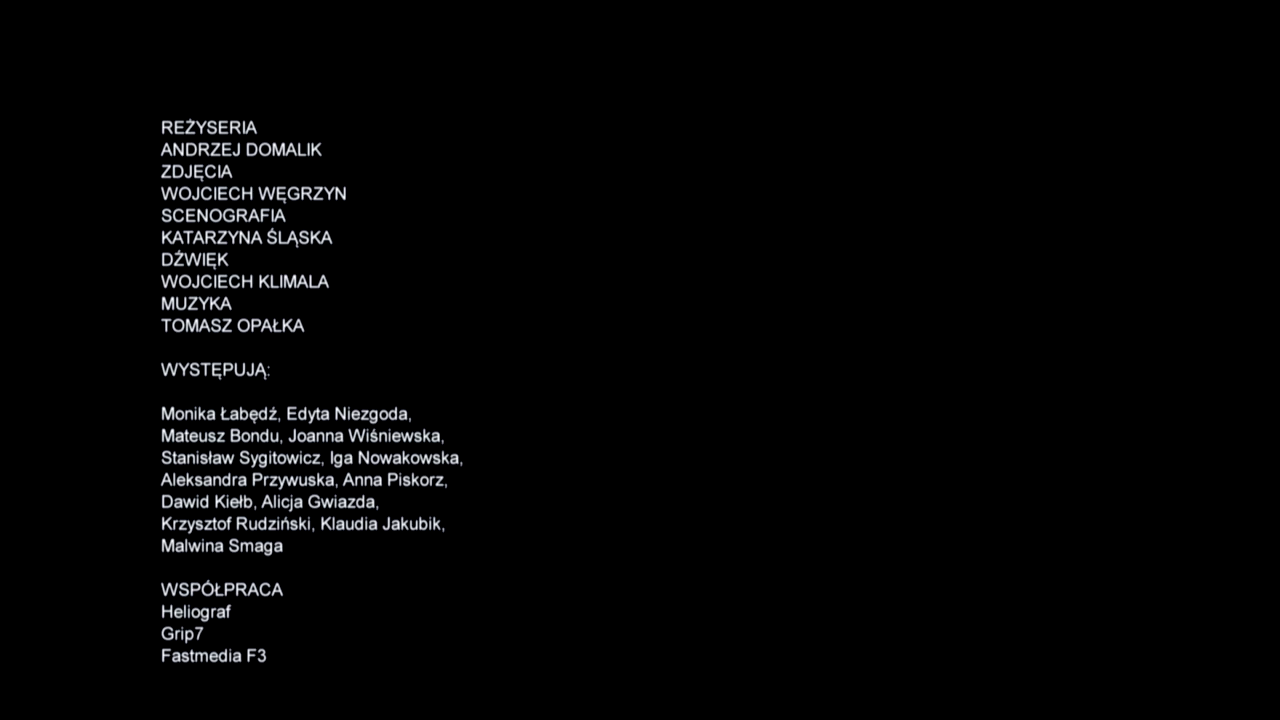 REŻYSERIA
ANDRZEJ DOMALIK
ZDJĘCIA
WOJCIECH WĘGRZYN
SCENOGRAFIA
KATARZYNA ŚLĄSKA
DŹWIĘK
WOJCIECH KLIMALA
MUZYKA
TOMASZ OPAŁKA
WYSTĘPUJĄ:
Monika Łabędź, Edyta Niezgoda,
Mateusz Bondu, Joanna Wiśniewska,
Stanisław Sygitowicz, Iga Nowakowska,
Aleksandra Przywuska, Anna Piskorz,
Dawid Kiełb, Alicja Gwiazda,
Krzysztof Rudziński, Klaudia Jakubik,
Malwina Smaga
WSPÓŁPRACA
Heliograf
Grip7
Fastmedia F3